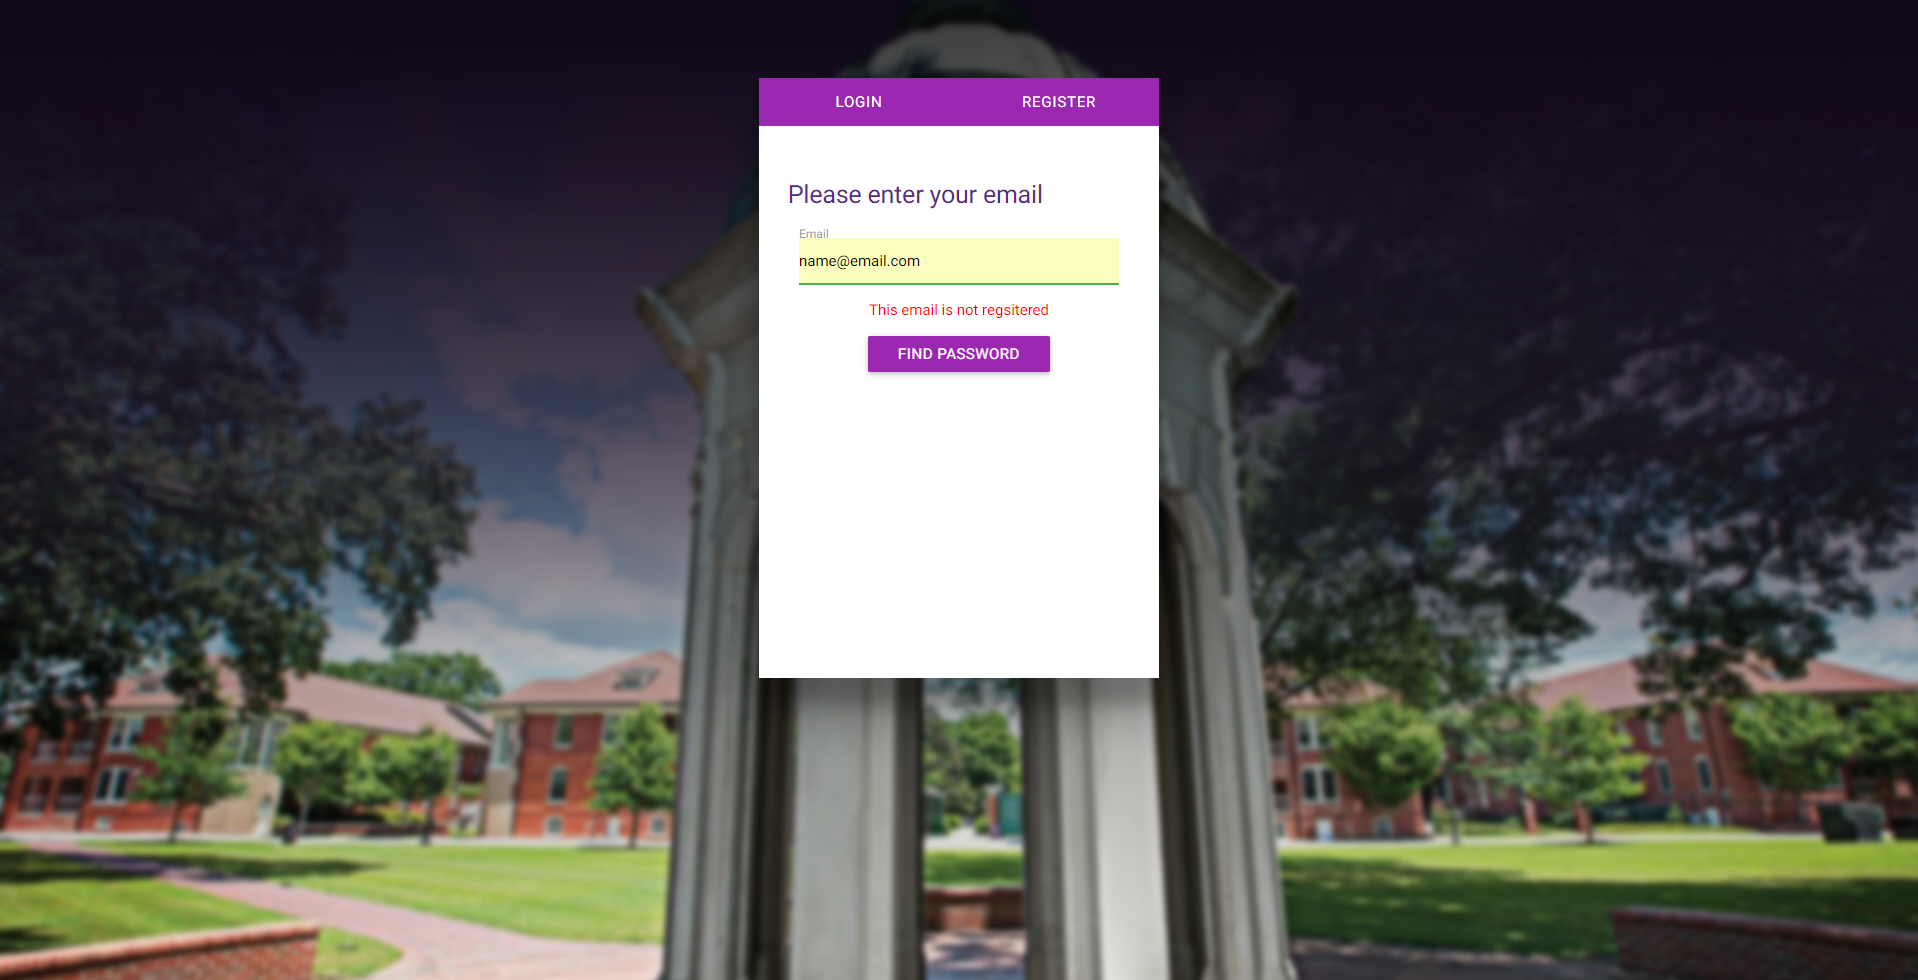 LOGIN REGISTER
Please enter your email
Email
name@email.com
This email is not regsitered
FIND PASSWORD